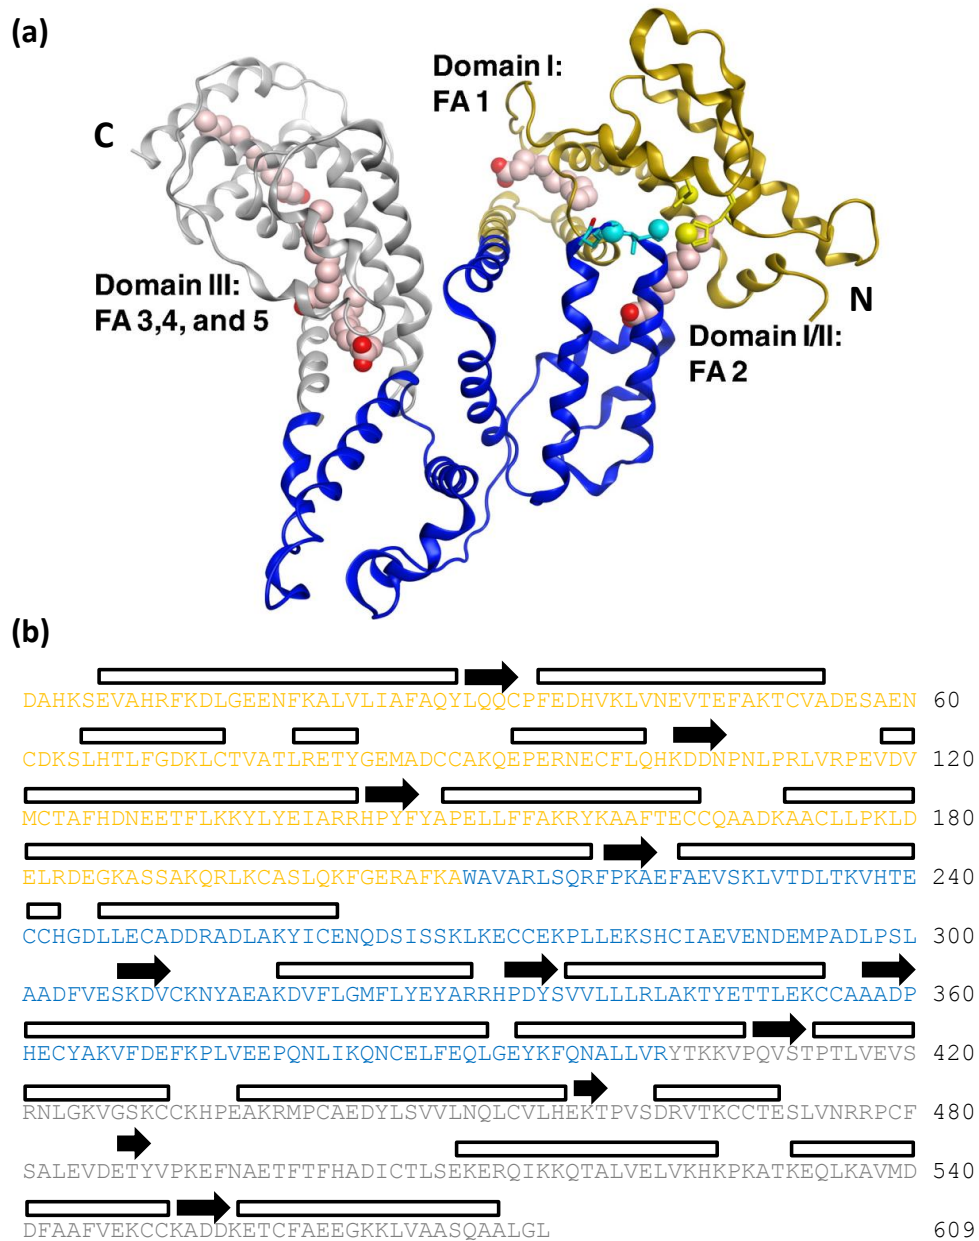 (a)
Domain I:
FA 1
C
Domain III:
FA 3,4, and 5
N
Domain I/II:
FA 2
(b)
DAHKSEVAHRFKDLGEENFKALVLIAFAQYLQQCPFEDHVKLVNEVTEFAKTCVADESAEN 60
CDKSLHTLFGDKLCTVATLRETYGEMADCCAKQEPERNECFLQHKDDNPNLPRLVRPEVDV 120
MCTAFHDNEETFLKKYLYEIARRHPYFYAPELLFFAKRYKAAFTECCQAADKAACLLPKLD 180
ELRDEGKASSAKQRLKCASLQKFGERAFKAWAVARLSQRFPKAEFAEVSKLVTDLTKVHTE 240
CCHGDLLECADDRADLAKYICENQDSISSKLKECCEKPLLEKSHCIAEVENDEMPADLPSL 300
AADFVESKDVCKNYAEAKDVFLGMFLYEYARRHPDYSVVLLLRLAKTYETTLEKCCAAADP 360
HECYAKVFDEFKPLVEEPQNLIKQNCELFEQLGEYKFQNALLVRYTKKVPQVSTPTLVEVS 420
RNLGKVGSKCCKHPEAKRMPCAEDYLSVVLNQLCVLHEKTPVSDRVTKCCTESLVNRRPCF 480
SALEVDETYVPKEFNAETFTFHADICTLSEKERQIKKQTALVELVKHKPKATKEQLKAVMD 540
DFAAFVEKCCKADDKETCFAEEGKKLVAASQAALGL 609